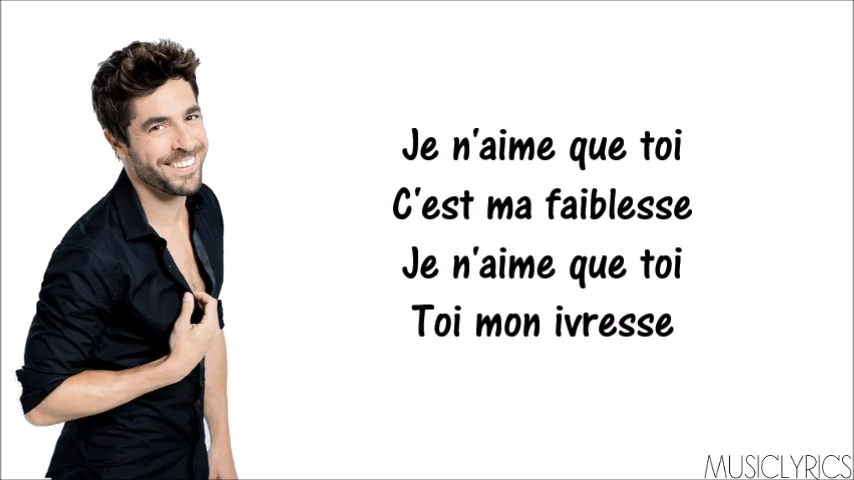 Je n'aime que toi
C'est ma faiblesse
Je n'aime que toi
Toi mon ivresse
MUSICLYRICS